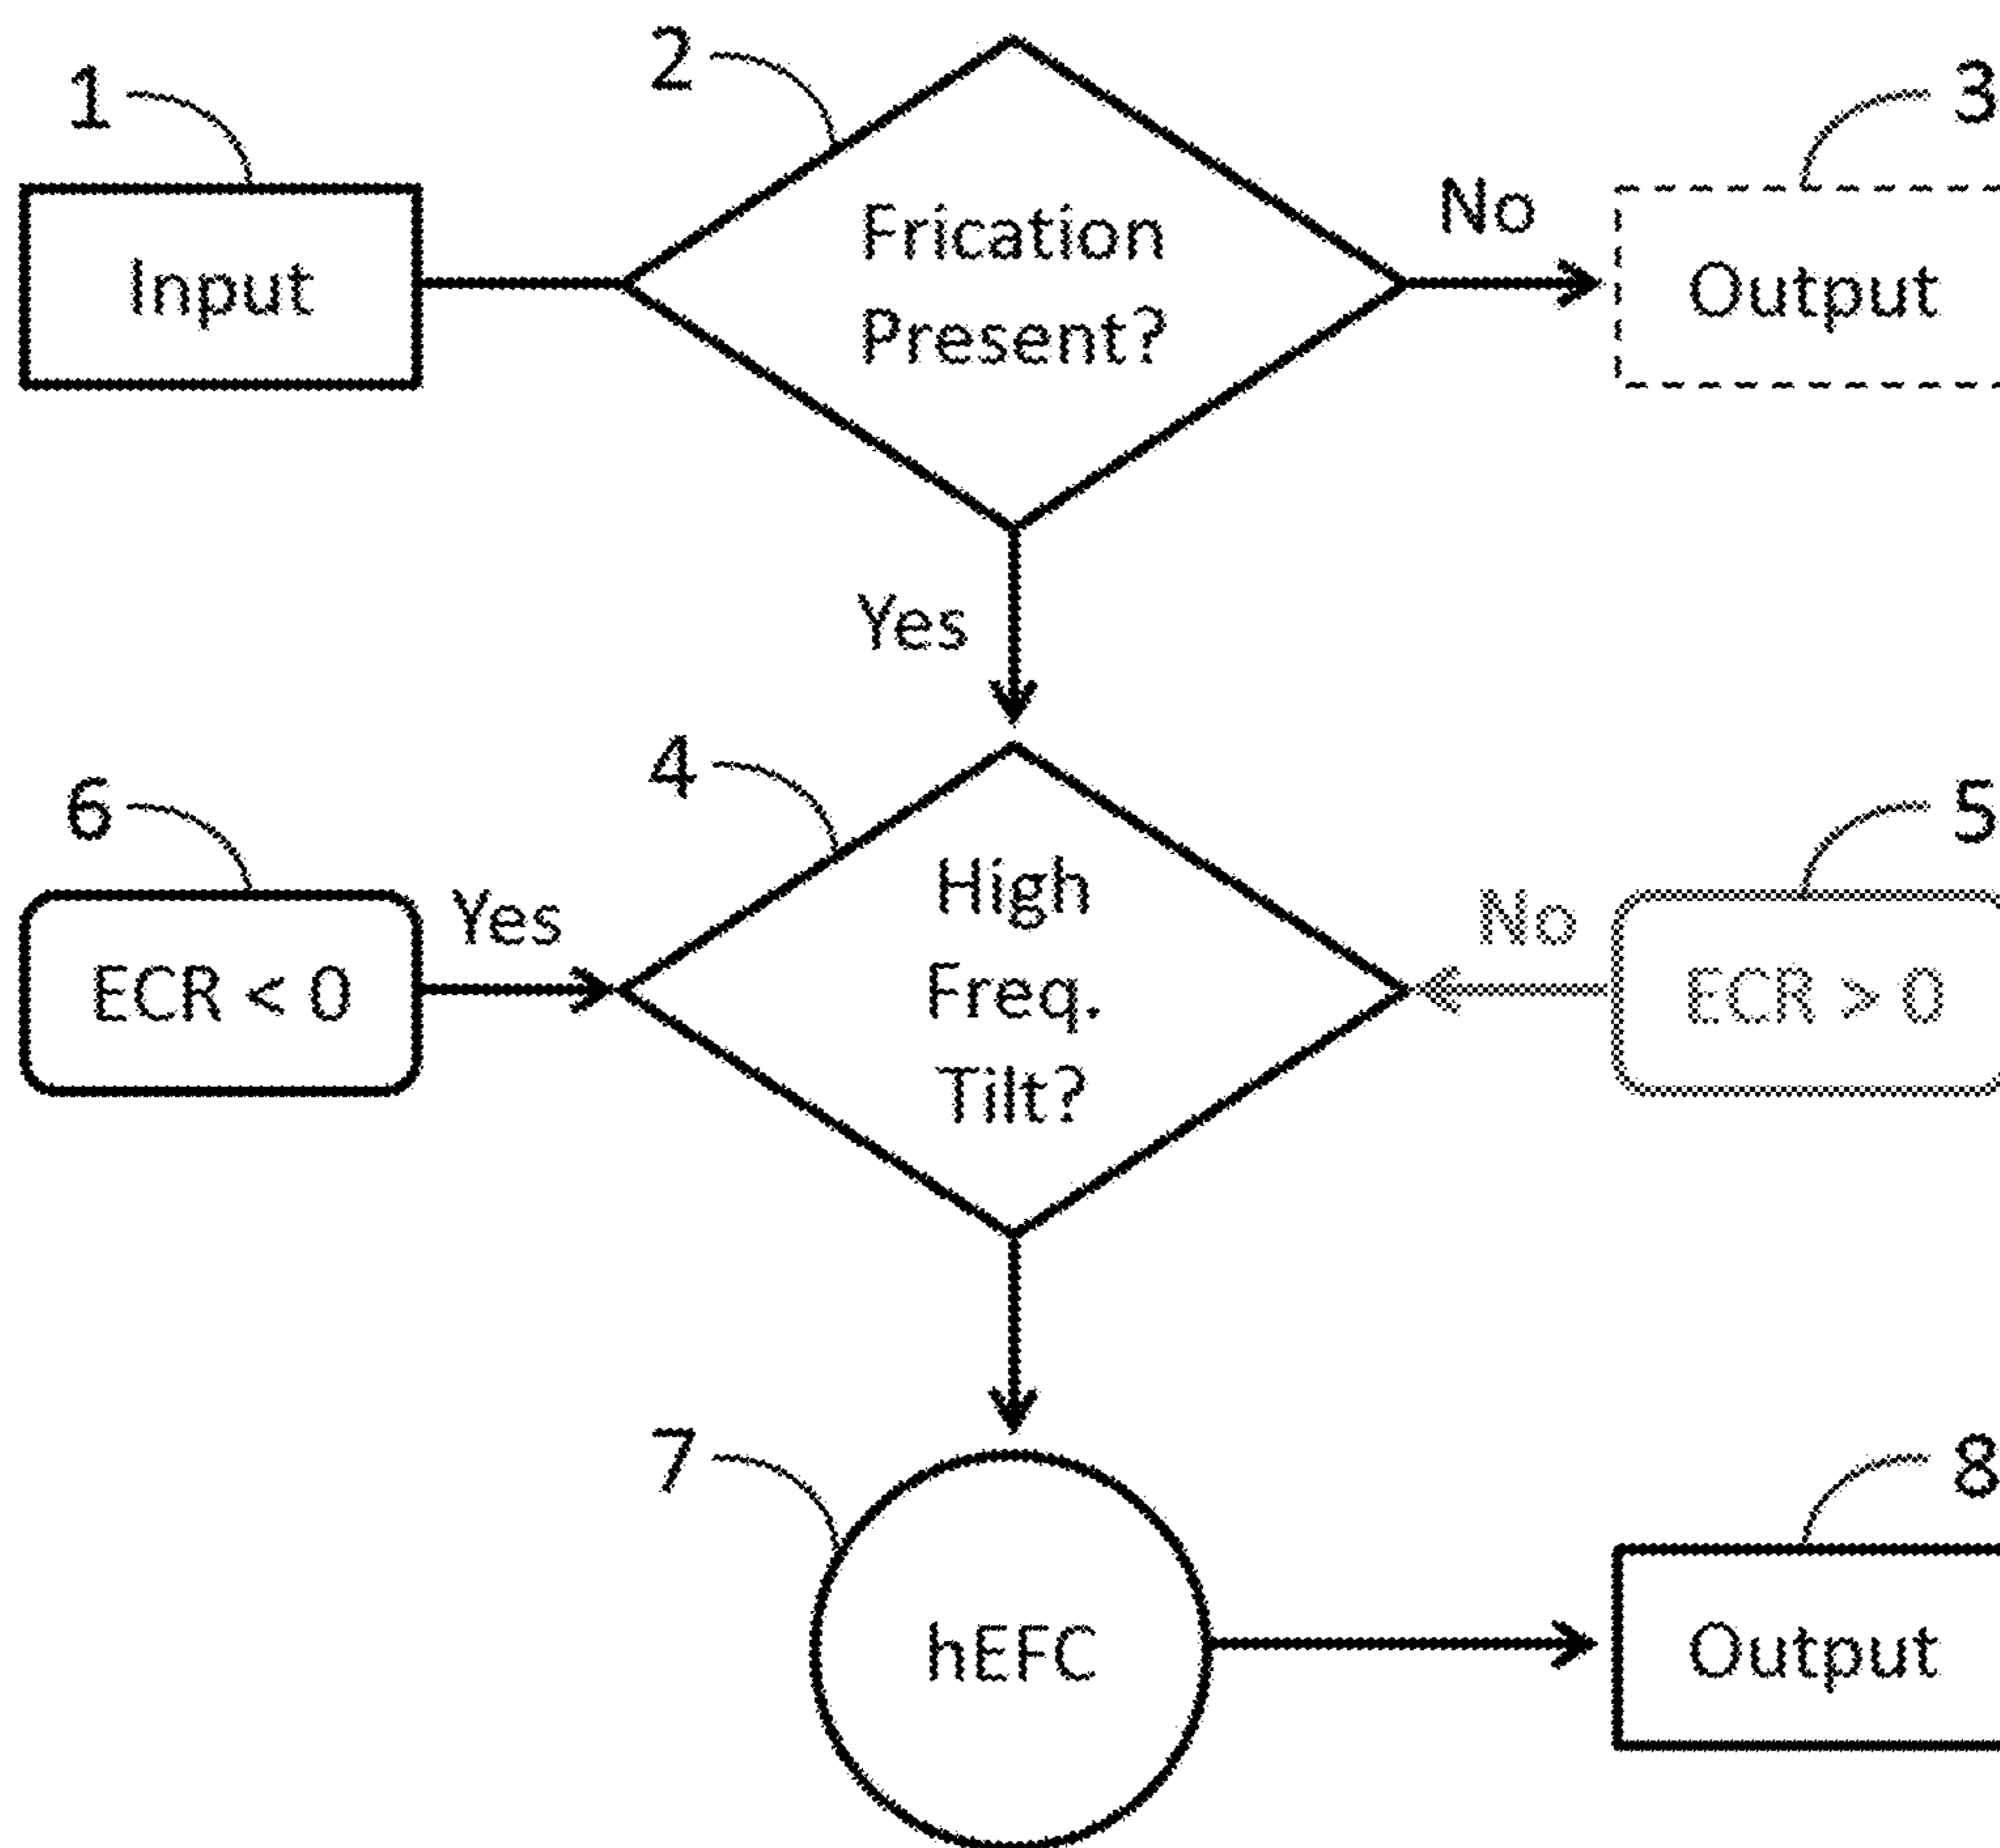 1
2
3
Input
Frication
Present?
No
Output
Yes
6
4
5
ECR < 0
Yes
High
Freq.
Tilt?
No
ECR > 0
7
8
hEFC
Output